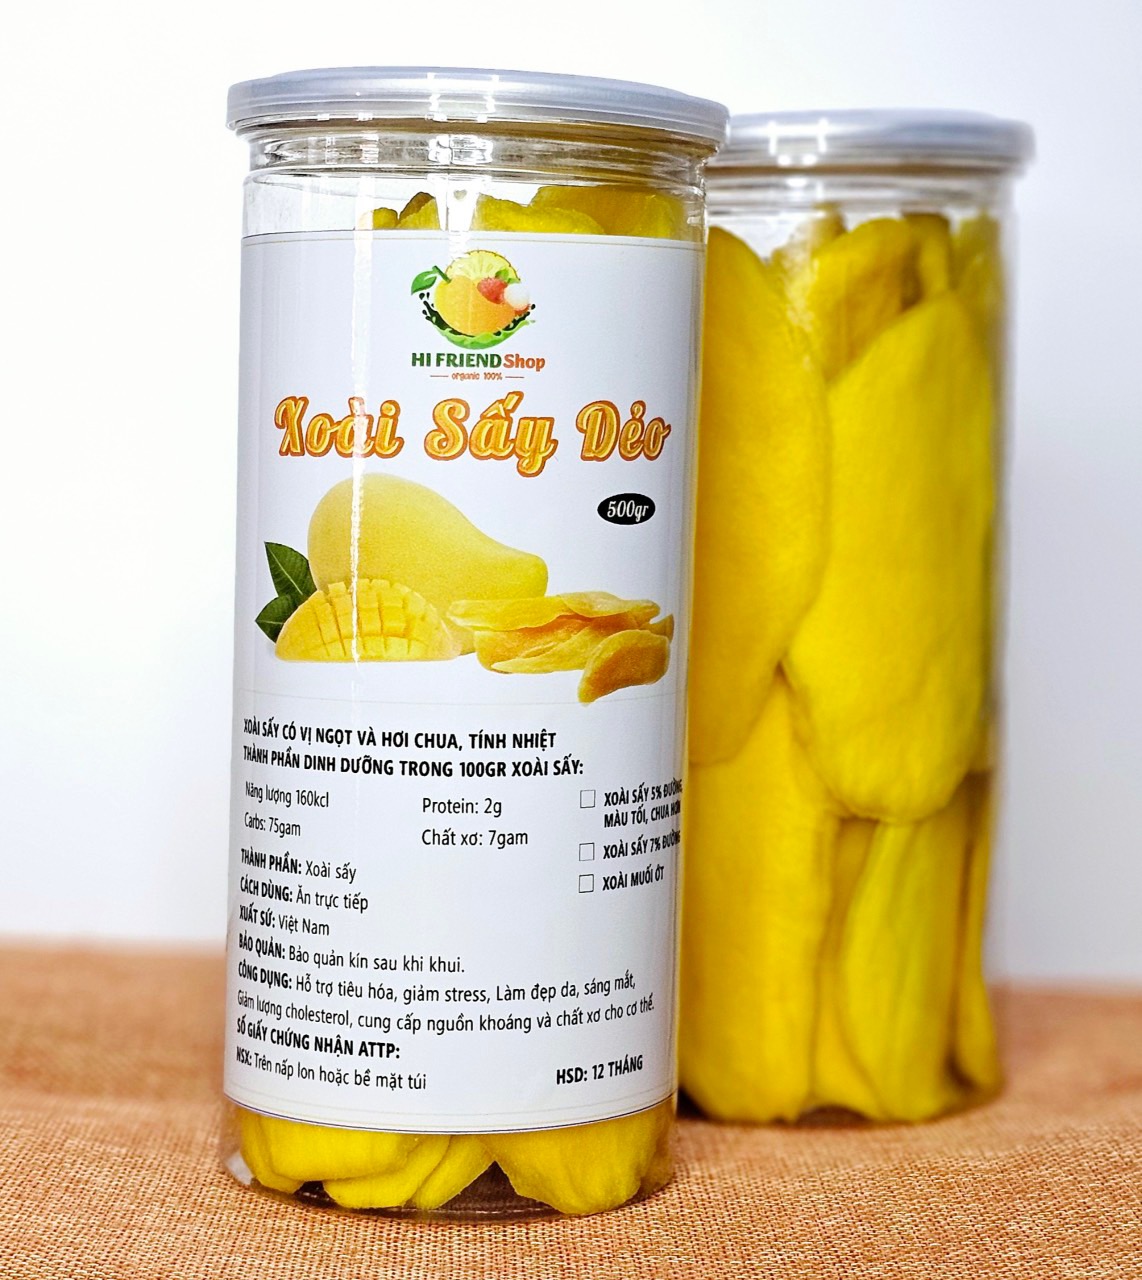 HI FRIEND Shop
organic 100%
Xoài Sấy Dẻo
500gr
XOÀI SẤY CÓ VỊ NGỌT VÀ HƠI CHUA, TÍNH NHIỆT
THÀNH PHẦN DINH DƯỠNG TRONG 100GR XOÀI SẤY:
Năng lượng 160kcl
Carbs: 75gam
Protein: 2g
Chất xơ: 7gam
XOÀI SẤY 5% ĐƯỜNG
MÀU TỐI, CHUA HƠN
XOÀI SẤY 7% ĐƯỜNG
XOÀI MUỐI ỚT
THÀNH PHẦN: Xoài sấy
CÁCH DÙNG: Ăn trực tiếp
XUẤT SỨ: Việt Nam
BẢO QUẢN: Bảo quản kín sau khi khui.
CÔNG DỤNG: Hỗ trợ tiêu hóa, giảm stress, Làm đẹp da, sáng mắt,
Giảm lượng cholesterol, cung cấp nguồn khoáng và chất xơ cho cơ thể.
SỐ GIẤY CHỨNG NHẬN ATTP:
NSX: Trên nắp lon hoặc bề mặt túi
HSD: 12 THÁNG